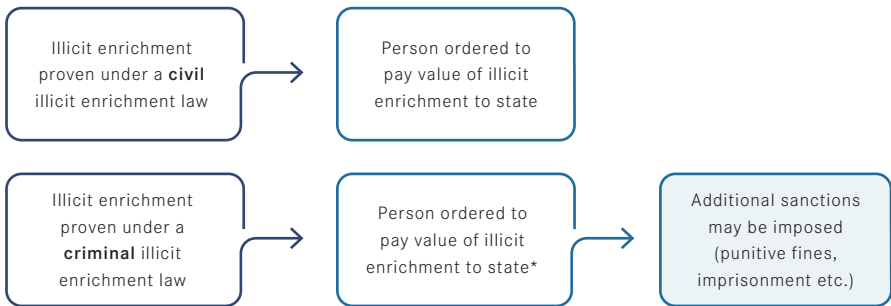 Illicit enrichment
proven under a civil
illicit enrichment law
Person ordered to
pay value of illicit
enrichment to state
Illicit enrichment
proven under a
criminal illicit
enrichment law
Person ordered to
pay value of illicit
enrichment to state*
Additional sanctions
may be imposed
(punitive fines,
imprisonment etc.)